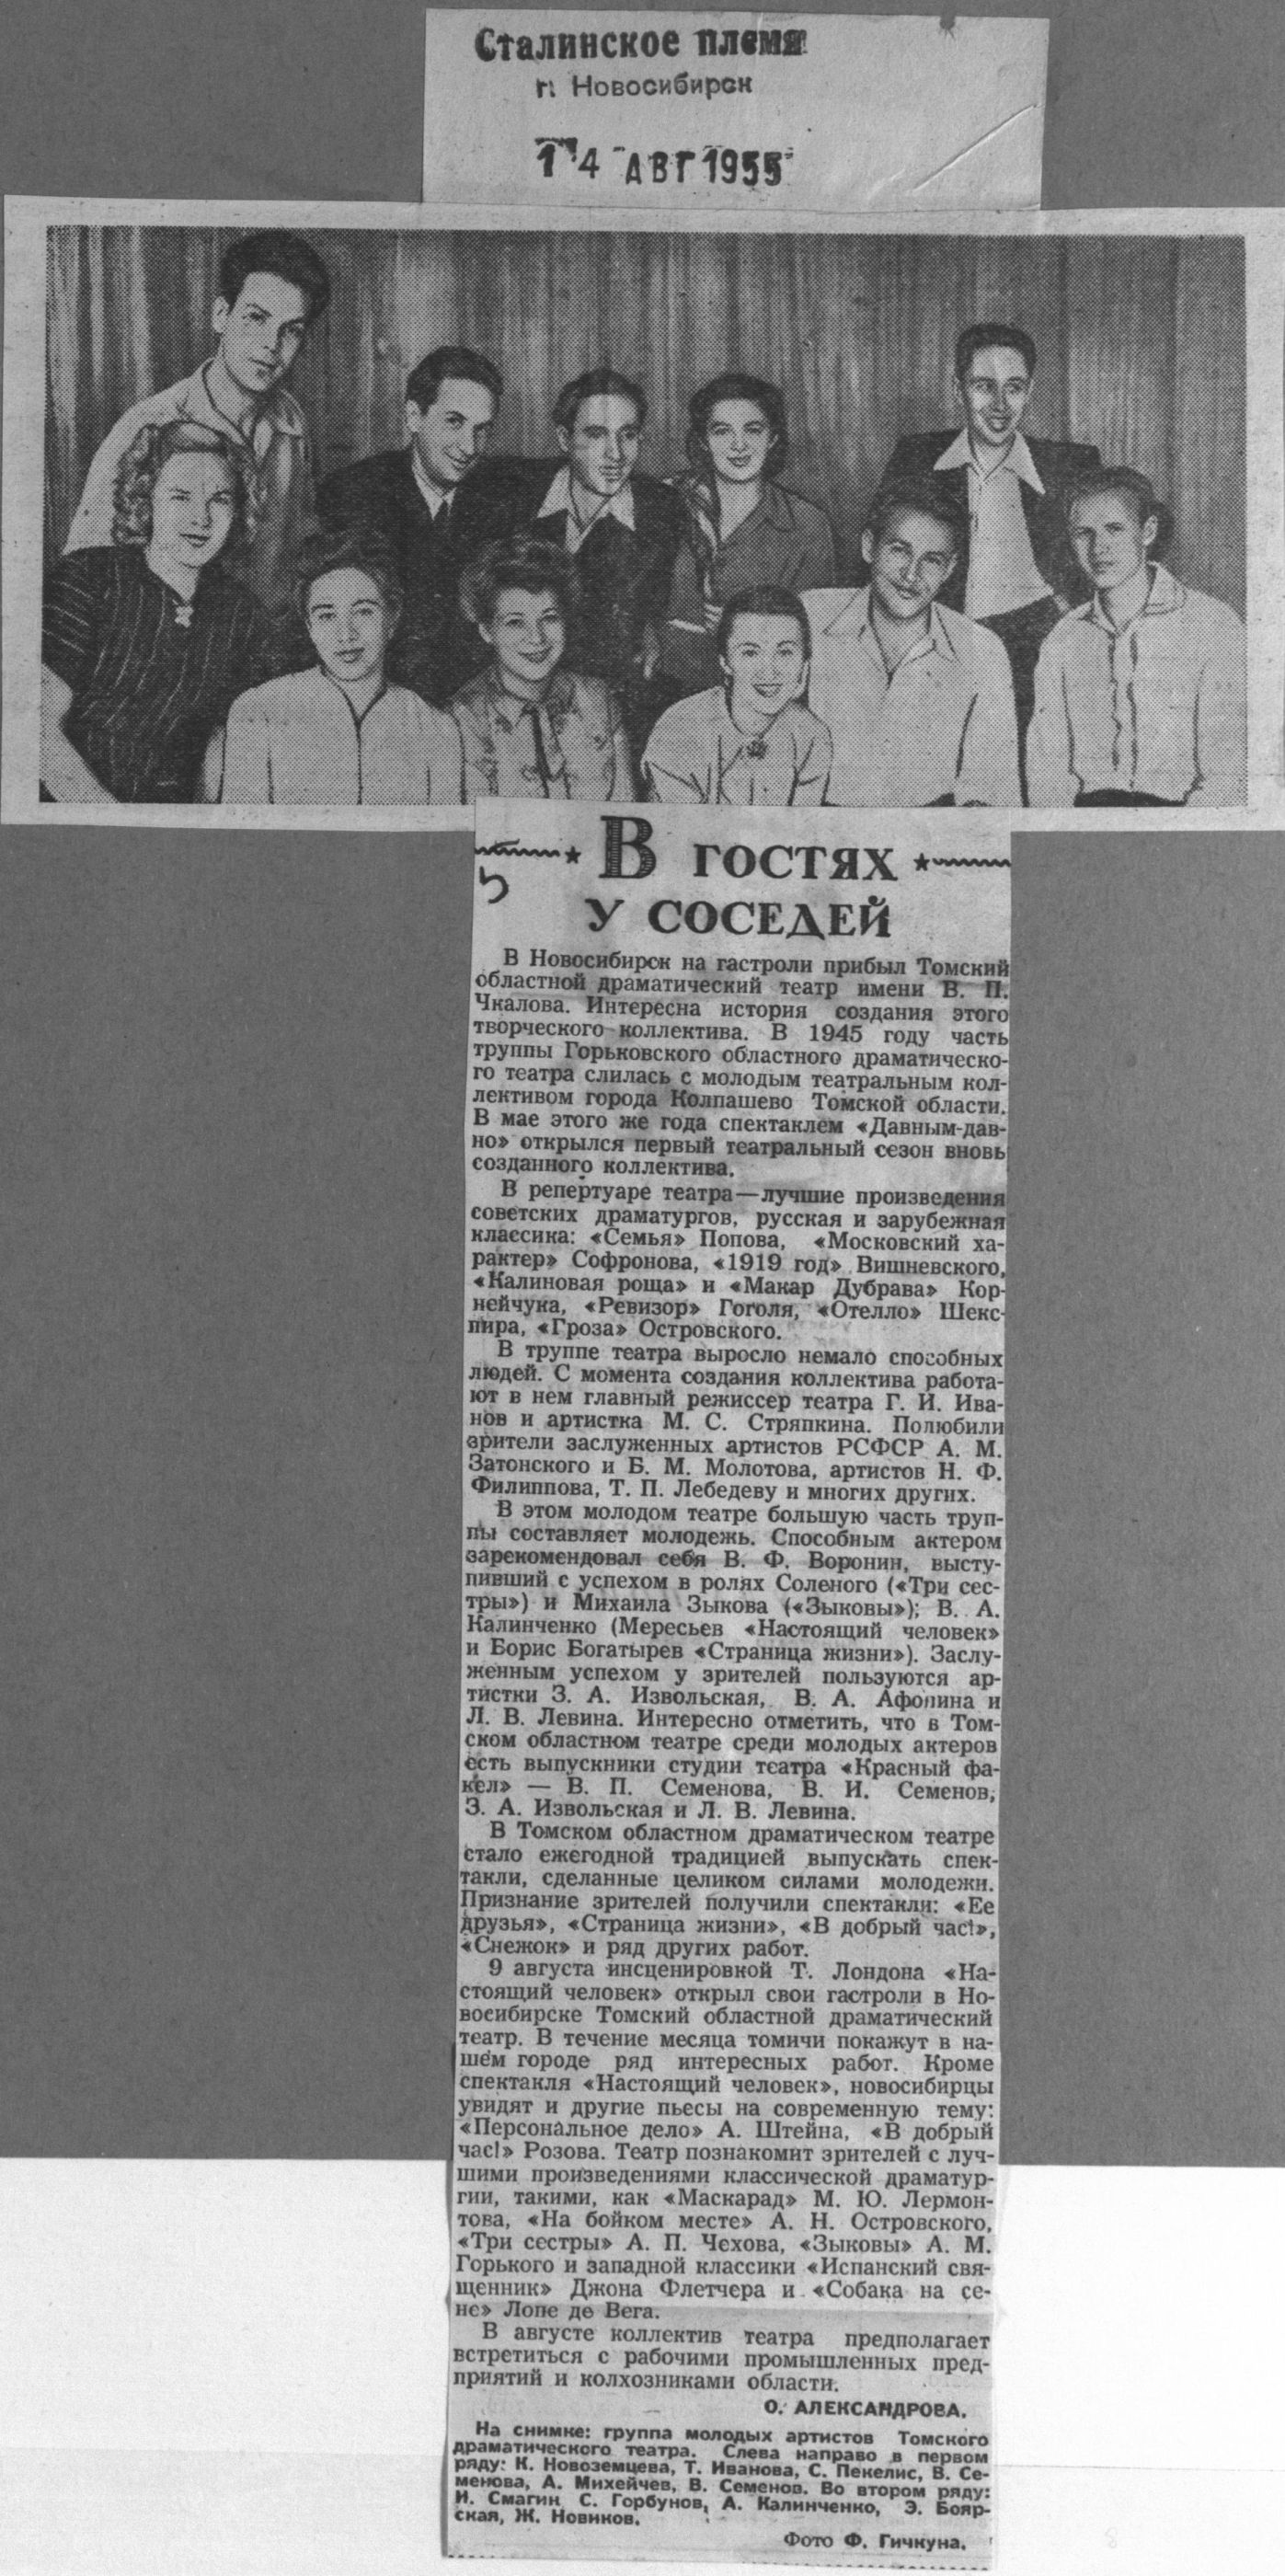 Сталинское племя
г. Новосибирск
14 АВГ 1955
В ГОСТЯХ
5
У СОСЕДЕЙ
В Новосибирск на гастроли прибыл Томский
областной драматический театр имени В. П.
Чкалова. Интересна история создания этого
творческого коллектива. В 1945 году часть
труппы Горьковского областного драматическо-
го театра слилась с молодым театральным кол-
лективом города Колпашево Томской области.
В мае этого же года спектаклем «Давным-дав-
но» открылся первый театральный сезон вновь
созданного коллектива.
В репертуаре театра—лучшие произведения
советских драматургов, русская и зарубежная
классика: «Семья» Попова, «Московский ха-
рактер» Софронова, «1919 год» Вишневского,
«Калиновая роща» и «Макар Дубрава» Кор-
нейчука, «Ревизор» Гоголя, «Отелло» Шекс-
пира, «Гроза» Островского.
В труппе театра выросло немало способных
людей. С момента создания коллектива работа-
ют в нем главный режиссер театра Г. И. Ива-
нов и артистка М. С. Стряпкина. Полюбили
зрители заслуженных артистов РСФСР А. М.
Затонского и Б. М. Молотова, артистов Н. Ф.
Филиппова, Т. П. Лебедеву и многих других.
В этом молодом театре большую часть труп-
пы составляет молодежь. Способным актером
зарекомендовал себя В. Ф. Воронин, высту-
пивший с успехом в ролях Соленого («Три сес-
тры») и Михаила Зыкова («Зыковы»); В. А.
Калинченко (Мересьев «Настоящий человек»
и Борис Богатырев «Страница жизни»). Заслу-
женным успехом у зрителей пользуются ар-
тистки З. А. Извольская, В. А. Афонина и
Л. В. Левина. Интересно отметить, что в Том-
ском областном театре среди молодых актеров
есть выпускники студии театра «Красный фа-
кел» — В. П. Семенова, В. И. Семенов,
З. А. Извольская и Л. В. Левина.
В Томском областном драматическом театре
стало ежегодной традицией выпускать спек-
такли, сделанные целиком силами молодежи.
Признание зрителей получили спектакли: «Ее
друзья», «Страница жизни», «В добрый час!»,
«Снежок» и ряд других работ.
9 августа инсценировкой Т. Лондона «На-
стоящий человек» открыл свои гастроли в Но-
восибирске Томский областной драматический
театр. В течение месяца томичи покажут в на-
шем городе ряд интересных работ. Кроме
спектакля «Настоящий человек», новосибирцы
увидят и другие пьесы на современную тему:
«Персональное дело» А. Штейна, «В добрый
час!» Розова. Театр познакомит зрителей с луч-
шими произведениями классической драматур-
гии, такими, как «Маскарад» М. Ю. Лермон-
това, «На бойком месте» А. Н. Островского,
«Три сестры» А. П. Чехова, «Зыковы» А. М.
Горького и западной классики «Испанский свя-
щенник» Джона Флетчера и «Собака на се-
не» Лопе де Вега.
В августе коллектив театра предполагает
встретиться с рабочими промышленных пред-
приятий и колхозниками области.
О. АЛЕКСАНДРОВА.
На снимке: группа молодых артистов Томского
драматического театра. Слева направо в первом
ряду: К. Новоземцева, Т. Иванова, С. Пекелис, В. Се-
менова, А. Михейчев, В. Семенов. Во втором ряду:
И. Смагин, С. Горбунов, А. Калинченко, Э. Бояр-
ская, Ж. Новиков.
Фото Ф. Гичкуна.